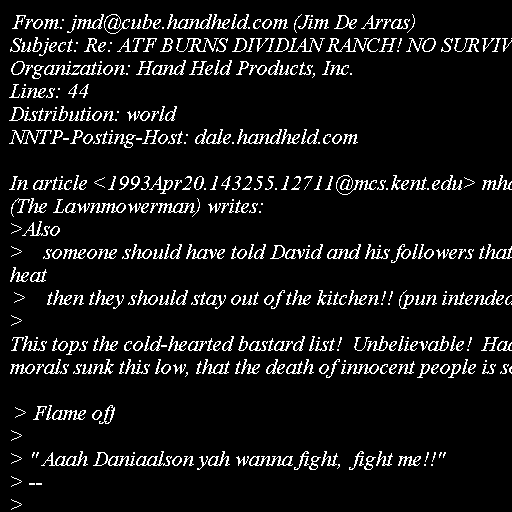 From: jmd@cube.handheld.com (Jim De Arras)
Subject: Re: ATF BURNS DIVIDIAN RANCH! NO SURVIV
Organization: Hand Held Products, Inc.
Lines: 44
Distribution: world
NNTP-Posting-Host: dale.handheld.com

In article <1993Apr20.143255.12711@mcs.kent.edu> mha
(The Lawnmowerman) writes:
>Also
>    someone should have told David and his followers that
heat
>    then they should stay out of the kitchen!! (pun intended
>
This tops the cold-hearted bastard list!  Unbelievable!  Had
morals sunk this low, that the death of innocent people is so

> Flame off
>
> " Aaah Daniaalson yah wanna fight,  fight me!!"
> --
>